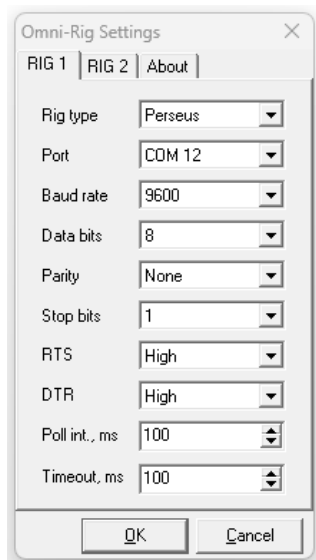 Omni-Rig Settings
RIG 1 RIG 2 About
Rig type Perseus
Port COM 12
Baud rate 9600
Data bits 8
Parity None
Stop bits 1
RTS High
DTR High
Poll int., ms 100
Timeout, ms 100
OK Cancel